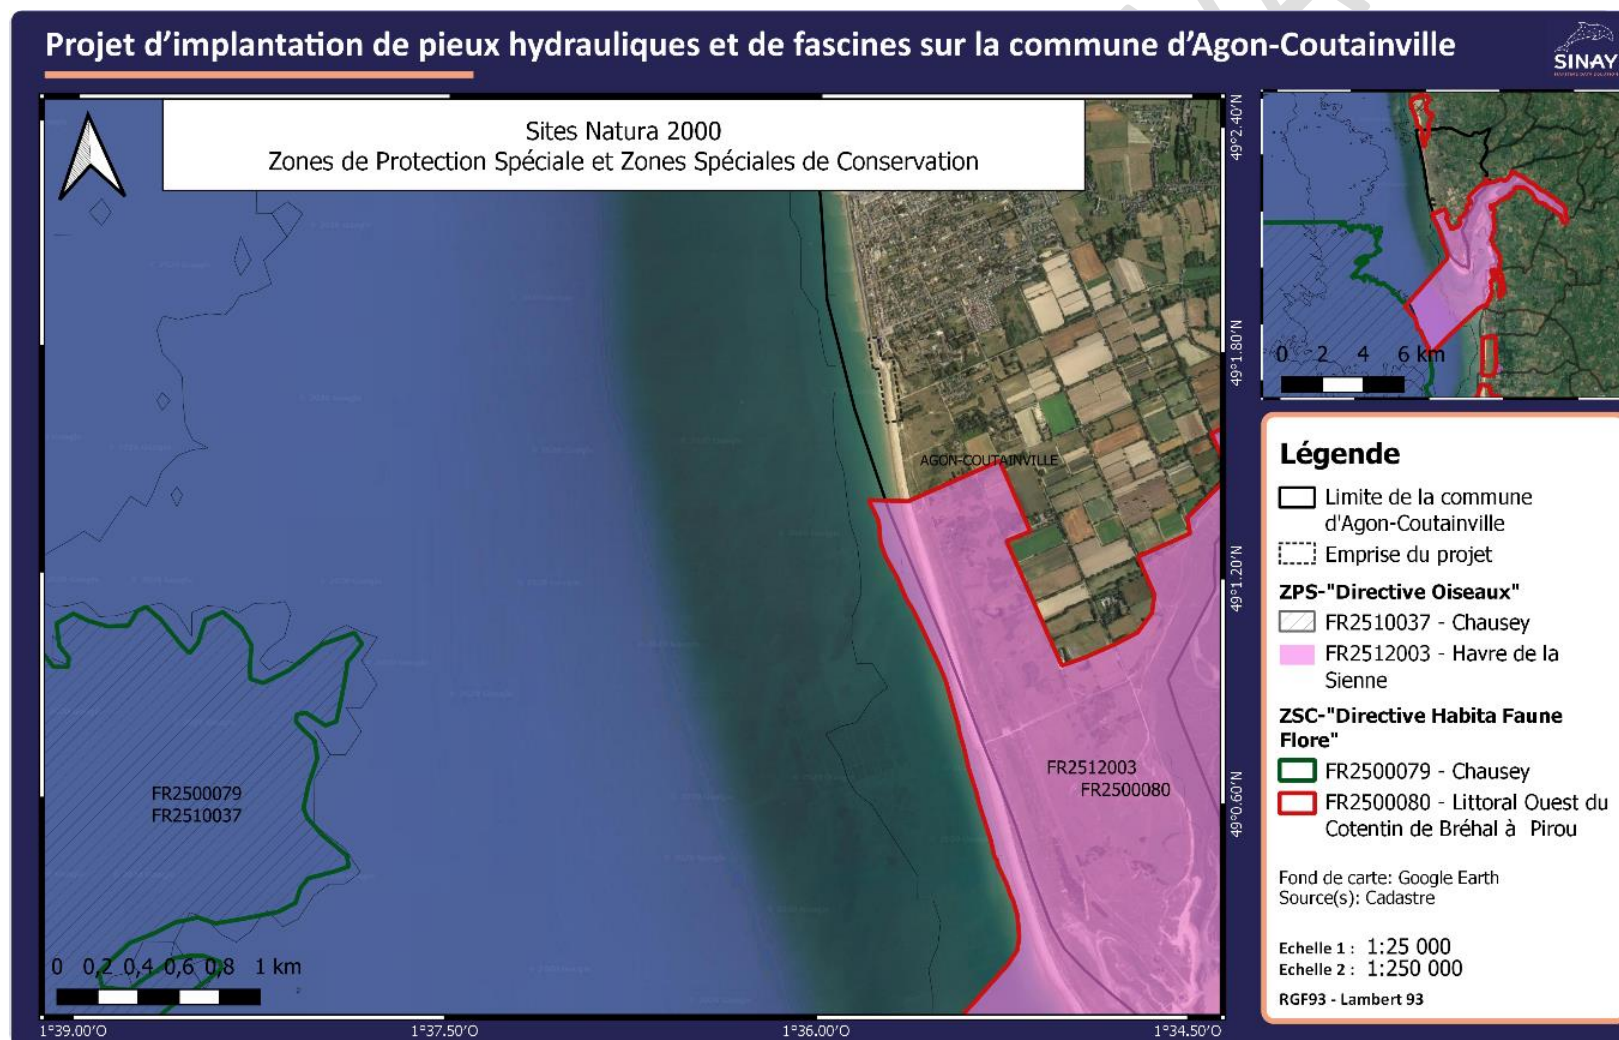 Projet d'implantation de pieux hydrauliques et de fascines sur la commune d'Agon-Coutainville
SINAY
Sites Natura 2000
Zones de Protection Spéciale et Zones Spéciales de Conservation
49°2.40'N
49°1.80'N
49°1.20'N
49°0.60'N
AGON-COUTAINVILLE
FR2512003
FR2500080
FR2500079
FR2510037
0 0,2 0,4 0,6 0,8 1 km
1°39.00'O 1°37.50'O 1°36.00'O 1°34.50'O
0 2 4 6 km
Légende
Limite de la commune
d'Agon-Coutainville
Emprise du projet
ZPS-"Directive Oiseaux"
FR2510037 - Chausey
FR2512003 - Havre de la
Sienne
ZSC-"Directive Habita Faune
Flore"
FR2500079 - Chausey
FR2500080 - Littoral Ouest du
Cotentin de Bréhal à Pirou
Fond de carte: Google Earth
Source(s): Cadastre
Echelle 1 : 1:25 000
Echelle 2 : 1:250 000
RGF93 - Lambert 93